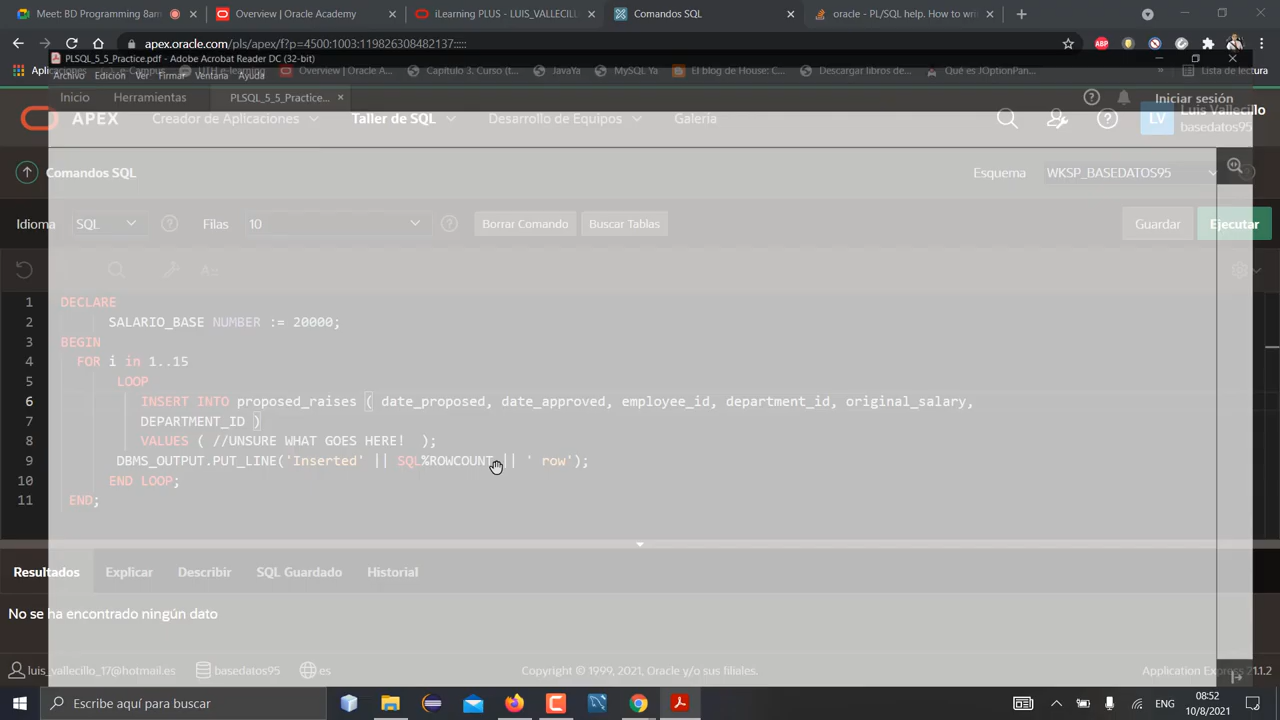 Meet: BD Programming 8am
Overview | Oracle Academy
iLearning PLUS - LUIS_VALLECILL
Comandos SQL
oracle - PL/SQL help. How to wri
apex.oracle.com/pls/apex/f?p=4500:1003:119826308482137:::::
PLSQL_5_5_Practice.pdf - Adobe Acrobat Reader DC (32-bit)
Overview | Oracle A...
Capítulo 3. Curso (t...
JavaYa
MySQL Ya
El blog de House: C...
Descargar libros de...
Qué es JOptionPan...
Lista de lectura
Archivo Edición Ver Firmar Ventana Ayuda
Inicio
Herramientas
PLSQL_5_5_Practice...
Iniciar sesión
APEX
Creador de Aplicaciones
Taller de SQL
Desarrollo de Equipos
Galería
LV
Luis Vallecillo
basedatos95
Comandos SQL
Esquema
WKSP_BASEDATOS95
Idioma
SQL
Filas
10
Borrar Comando
Buscar Tablas
Guardar
Ejecutar
1 DECLARE
2 SALARIO_BASE NUMBER := 20000;
3 BEGIN
4 FOR i in 1..15
5 LOOP
6 INSERT INTO proposed_raises ( date_proposed, date_approved, employee_id, department_id, original_salary,
7 DEPARTMENT_ID )
8 VALUES ( //UNSURE WHAT GOES HERE! );
9 DBMS_OUTPUT.PUT_LINE('Inserted' || SQL%ROWCOUNT || ' row');
10 END LOOP;
11 END;
Resultados
Explicar
Describir
SQL Guardado
Historial
No se ha encontrado ningún dato
luis_vallecillo_17@hotmail.es
basedatos95
es
Copyright © 1999, 2021, Oracle y/o sus filiales.
Application Express 21.1.2
Escribe aquí para buscar
ENG
08:52
10/8/2021